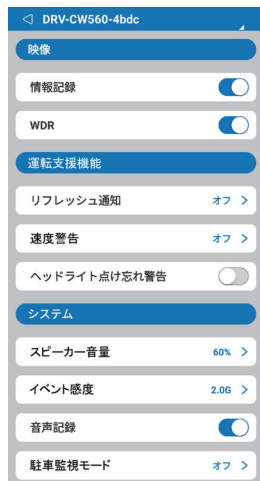 DRV-CW560-4bdc
映像
情報記録
WDR
運転支援機能
リフレッシュ通知 オフ >
速度警告 オフ >
ヘッドライト点け忘れ警告
システム
スピーカー音量 60% >
イベント感度 2.0G >
音声記録
駐車監視モード オフ >